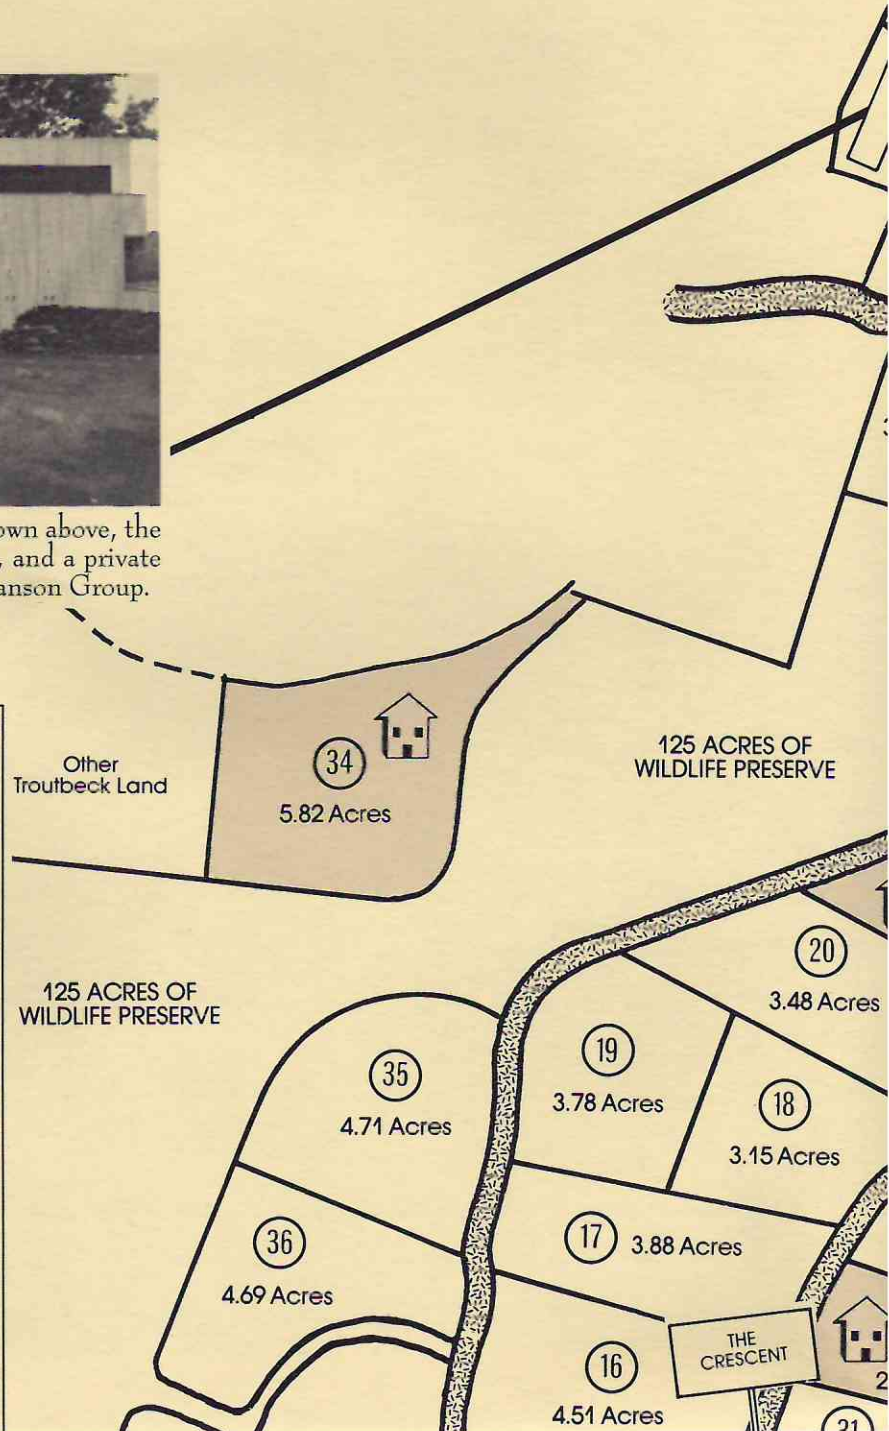 own above, the
, and a private
anson Group.
Other
Troutbeck Land
34
5.82 Acres
125 ACRES OF
WILDLIFE PRESERVE
125 ACRES OF
WILDLIFE PRESERVE
20
3.48 Acres
19
3.78 Acres
35
4.71 Acres
18
3.15 Acres
36
4.69 Acres
17
3.88 Acres
16
4.51 Acres
THE
CRESCENT
2
31